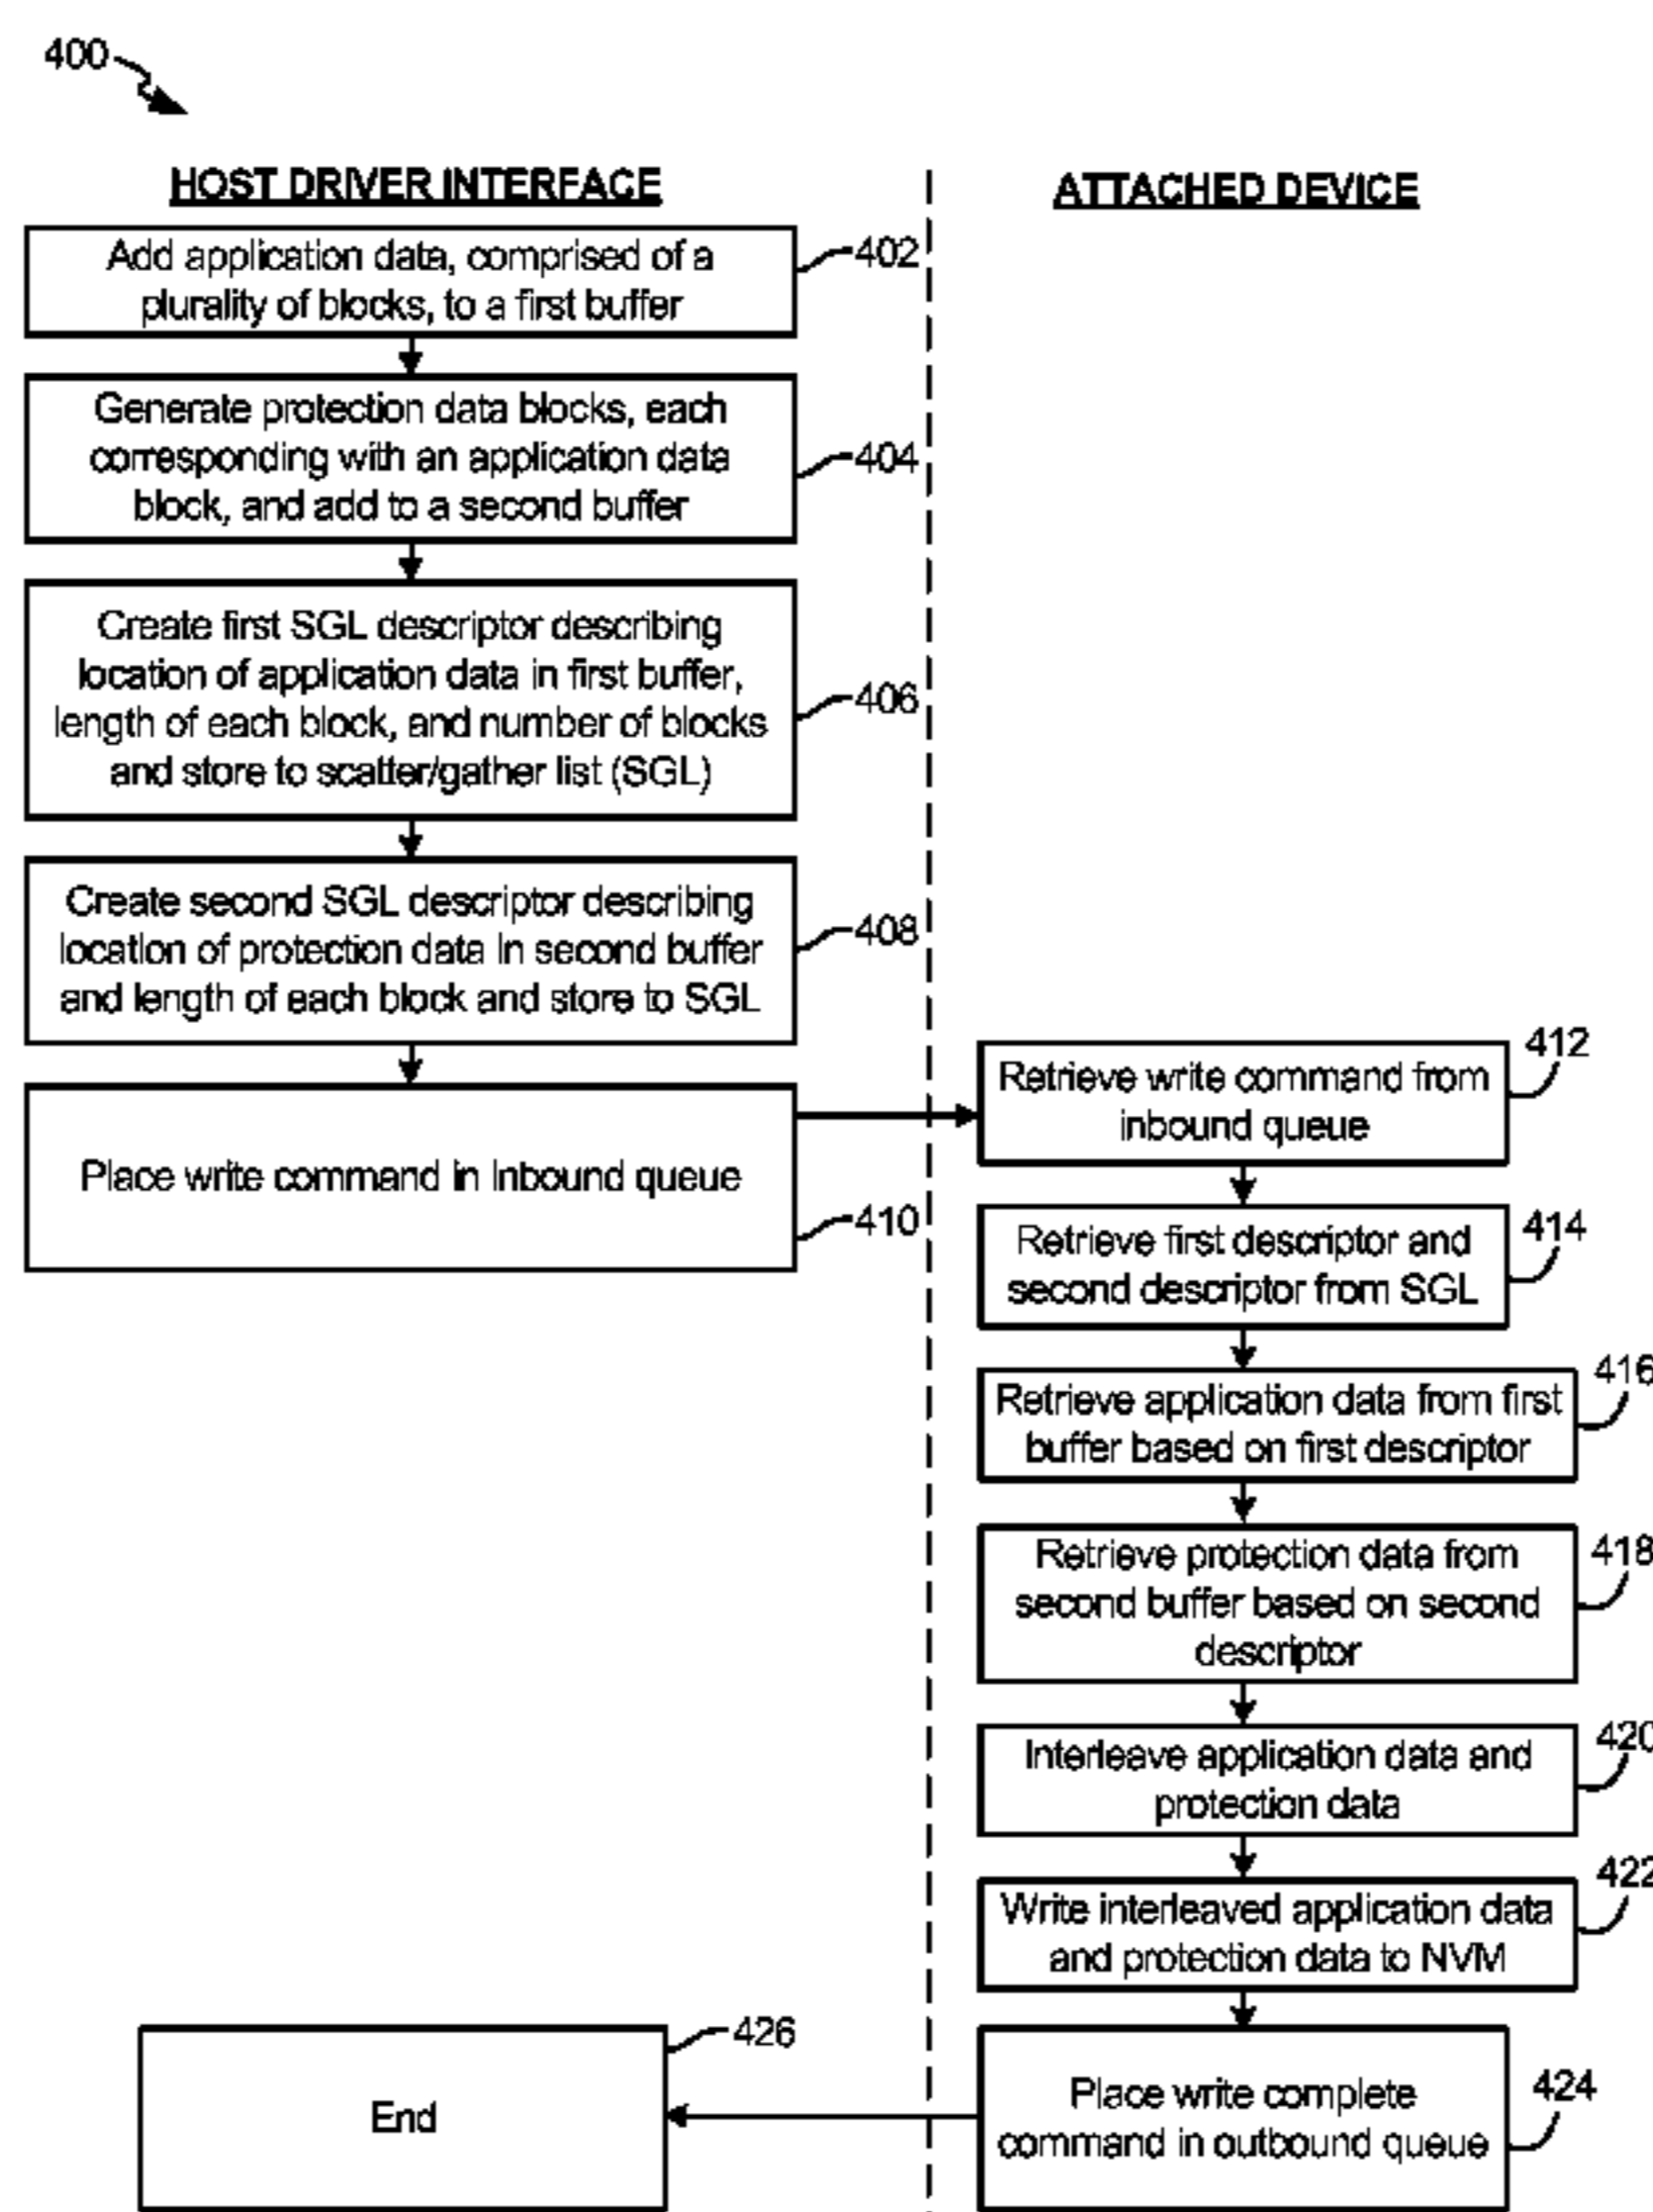 400
HOST DRIVER INTERFACE
Add application data, comprised of a
plurality of blocks, to a first buffer
402
Generate protection data blocks, each
corresponding with an application data
block, and add to a second buffer
404
Create first SGL descriptor describing
location of application data in first buffer,
length of each block, and number of blocks
and store to scatter/gather list (SGL)
406
Create second SGL descriptor describing
location of protection data in second buffer
and length of each block and store to SGL
408
Place write command in inbound queue
410
ATTACHED DEVICE
Retrieve write command from
inbound queue
412
Retrieve first descriptor and
second descriptor from SGL
414
Retrieve application data from first
buffer based on first descriptor
416
Retrieve protection data from
second buffer based on second
descriptor
418
Interleave application data and
protection data
420
Write interleaved application data
and protection data to NVM
422
Place write complete
command in outbound queue
424
End
426